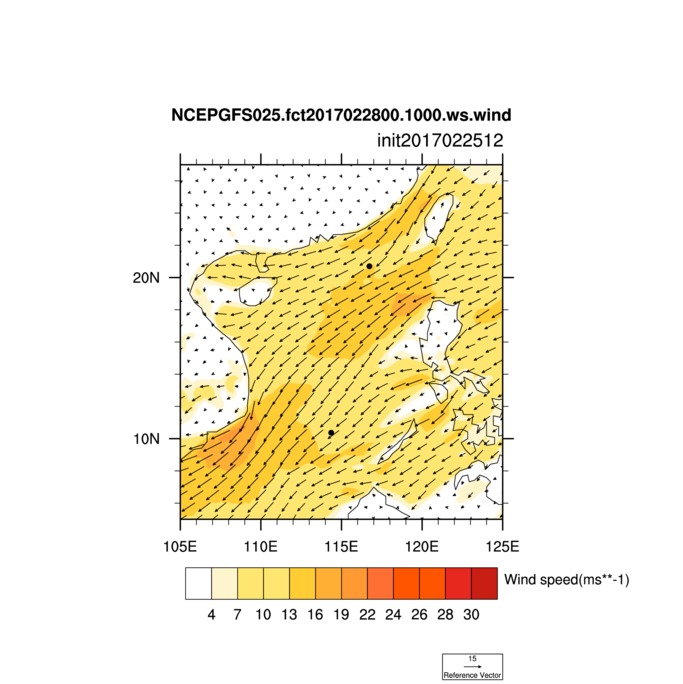 NCEPGFS025.fct2017022800.1000.ws.wind
init2017022512
20N
10N
105E 110E 115E 120E 125E
Wind speed(ms**-1)
4 7 10 13 16 19 22 24 26 28 30
15
Reference Vector